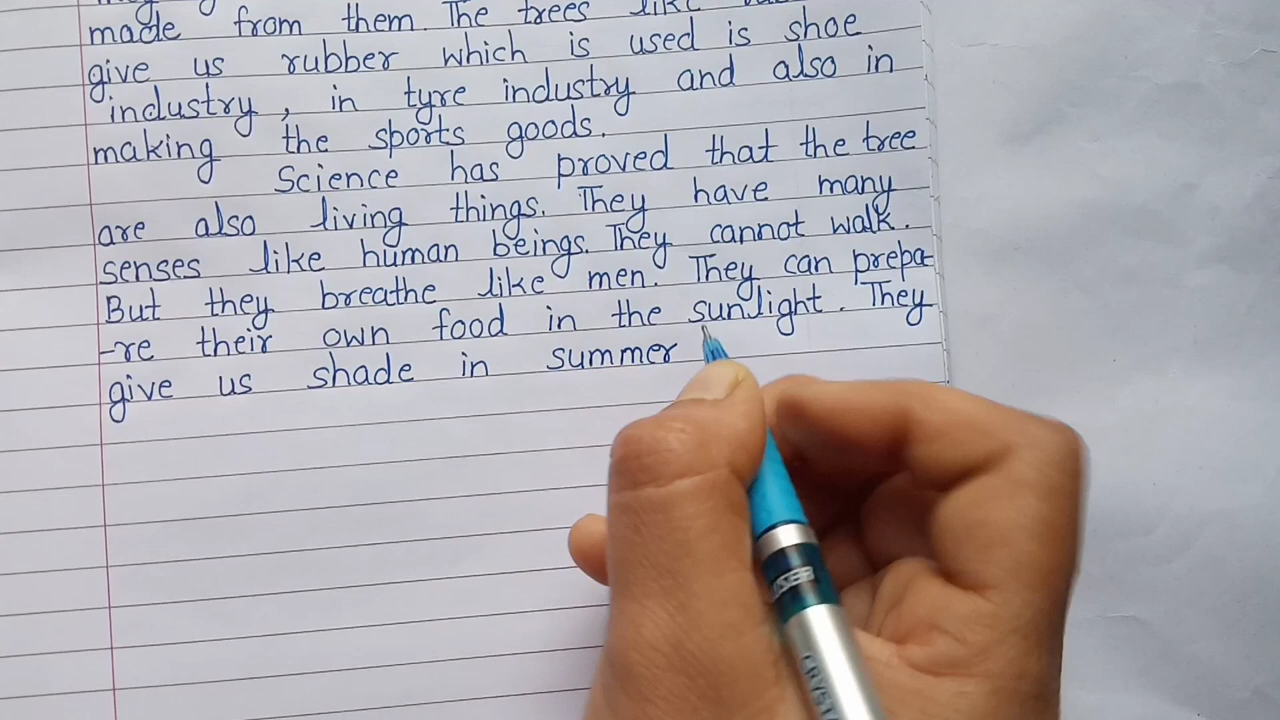 made from them. The trees like
give us rubber which is used is shoe
industry, in tyre industry and also in
making the sports goods.
Science has proved that the tree
are also living things. They have many
senses like human beings. They cannot walk.
But they breathe like men. They can prepa-
-re their own food in the sunlight. They
give us shade in summer
CRYSTA